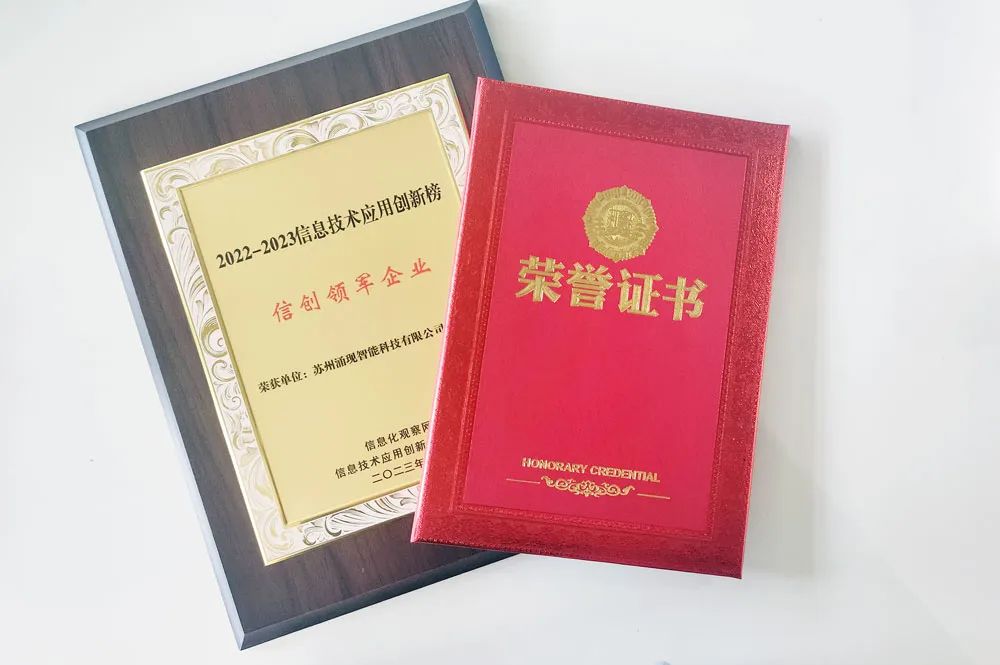 2022-2023信息技术应用创新榜
信创领军企业
荣获单位：苏州涌现智能科技有限公司
信息化观察网
信息技术应用创新
二〇二三年
荣誉证书
HONORARY CREDENTIAL